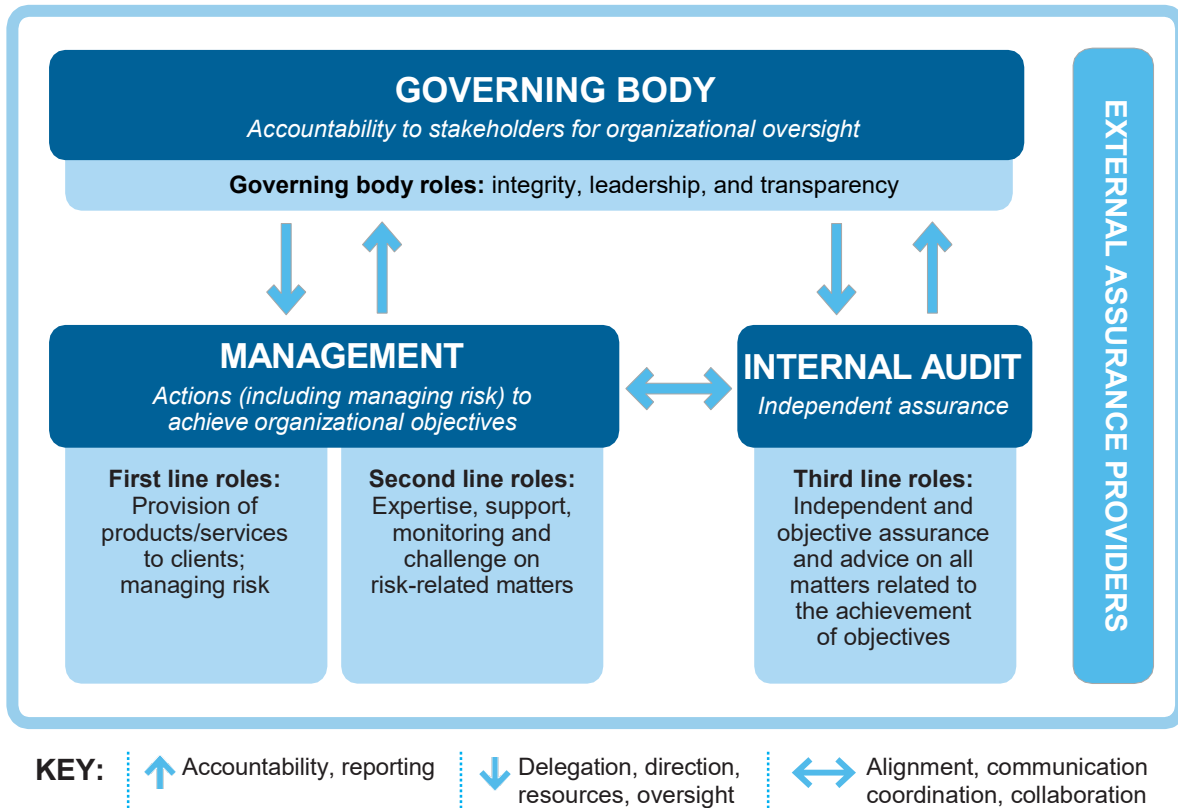 GOVERNING BODY
Accountability to stakeholders for organizational oversight
Governing body roles: integrity, leadership, and transparency
MANAGEMENT
Actions (including managing risk) to
achieve organizational objectives
INTERNAL AUDIT
Independent assurance
First line roles:
Provision of
products/services
to clients;
managing risk
Second line roles:
Expertise, support,
monitoring and
challenge on
risk-related matters
Third line roles:
Independent and
objective assurance
and advice on all
matters related to
the achievement
of objectives
EXTERNAL ASSURANCE PROVIDERS
KEY:
Accountability, reporting
Delegation, direction,
resources, oversight
Alignment, communication
coordination, collaboration